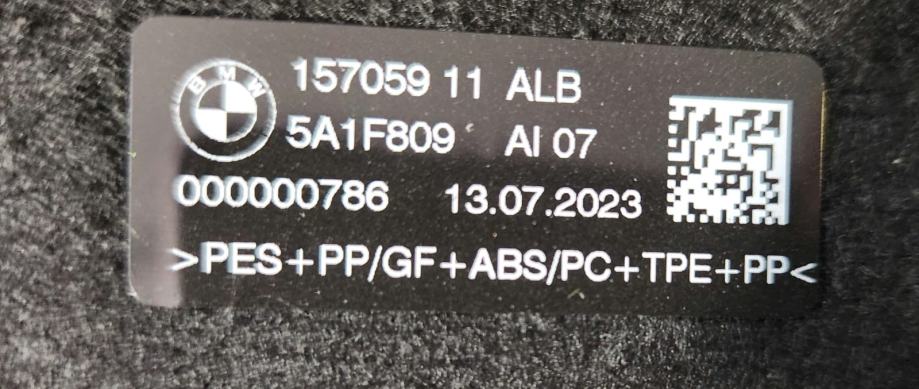 BMW
157059 11 ALB
5A1F809 AI 07
000000786 13.07.2023
>PES+PP/GF+ABS/PC+TPE+PP<